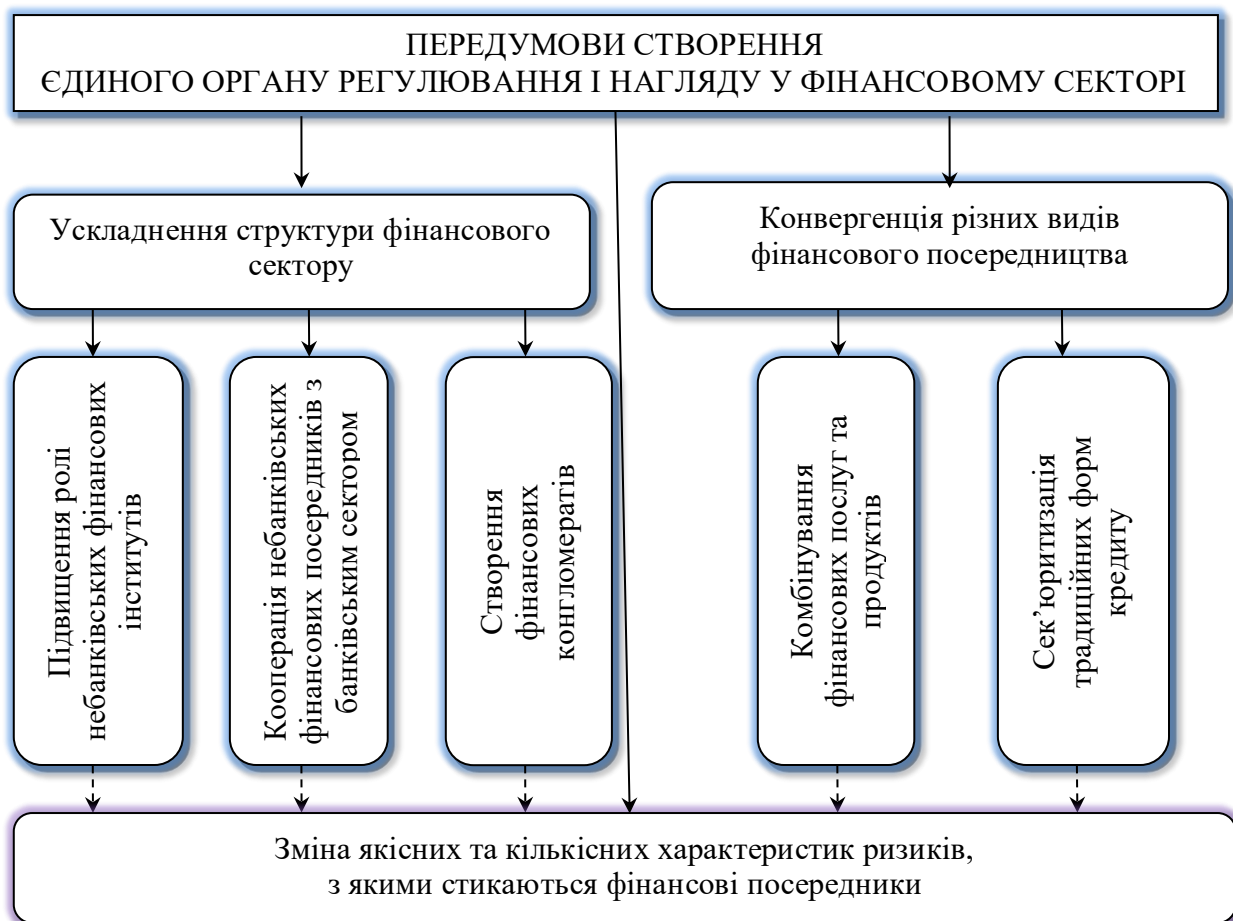 ПЕРЕДУМОВИ СТВОРЕННЯ
ЄДИНОГО ОРГАНУ РЕГУЛЮВАННЯ І НАГЛЯДУ У ФІНАНСОВОМУ СЕКТОРІ
Ускладнення структури фінансового
сектору
Конвергенція різних видів
фінансового посередництва
Підвищення ролі
небанківських фінансових
інститутів
Кооперація небанківських
фінансових посередників з
банківським сектором
Створення
фінансових
конгломератів
Комбінування
фінансових послуг та
продуктів
Сек’юритизація
традиційних форм
кредиту
Зміна якісних та кількісних характеристик ризиків,
з якими стикаються фінансові посередники